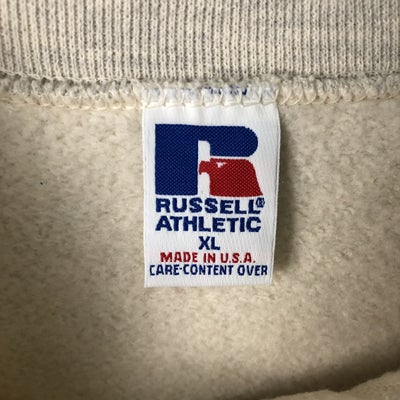 RUSSELL®
ATHLETIC
XL
MADE IN U.S.A.
CARE-CONTENT OVER